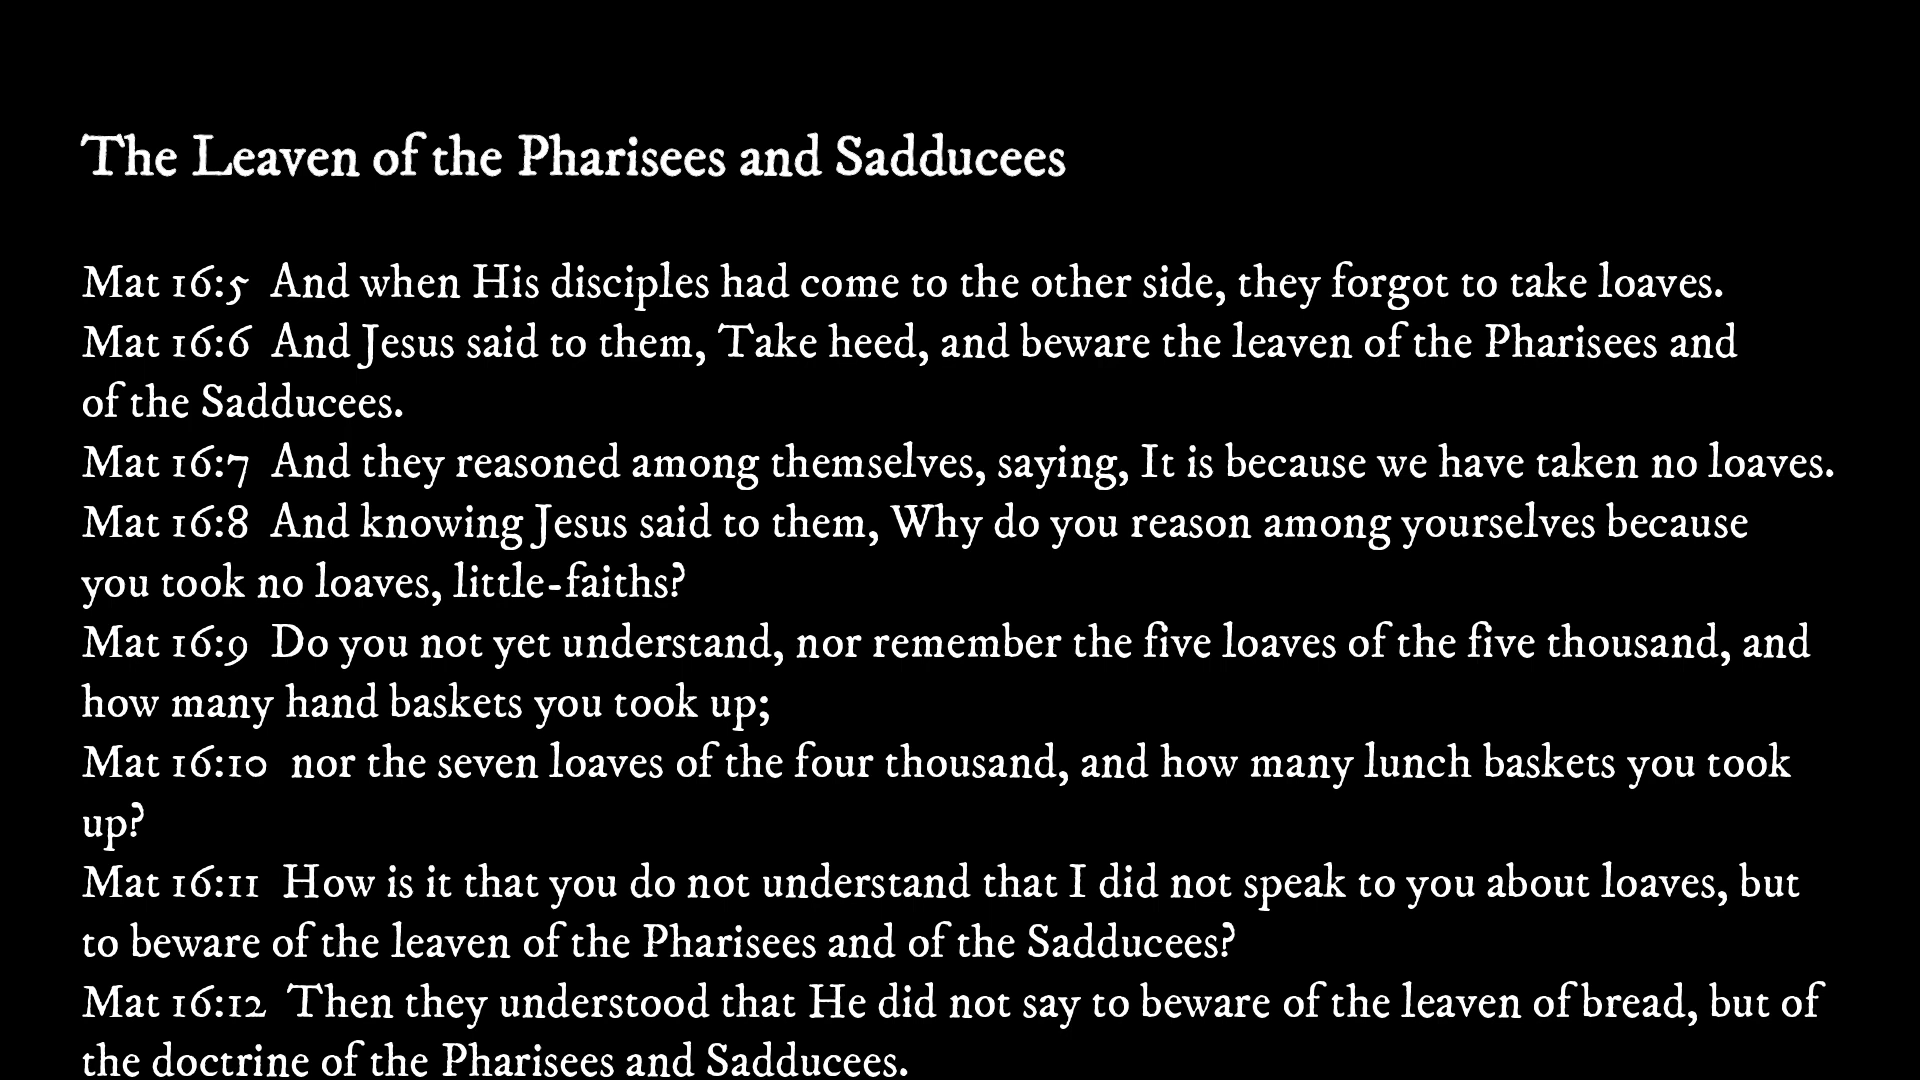 The Leaven of the Pharisees and Sadducees
Mat 16:5  And when His disciples had come to the other side, they forgot to take loaves.
Mat 16:6  And Jesus said to them, Take heed, and beware the leaven of the Pharisees and
of the Sadducees.
Mat 16:7  And they reasoned among themselves, saying, It is because we have taken no loaves.
Mat 16:8  And knowing Jesus said to them, Why do you reason among yourselves because
you took no loaves, little-faiths?
Mat 16:9  Do you not yet understand, nor remember the five loaves of the five thousand, and
how many hand baskets you took up;
Mat 16:10  nor the seven loaves of the four thousand, and how many lunch baskets you took
up?
Mat 16:11  How is it that you do not understand that I did not speak to you about loaves, but
to beware of the leaven of the Pharisees and of the Sadducees?
Mat 16:12  Then they understood that He did not say to beware of the leaven of bread, but of
the doctrine of the Pharisees and Sadducees.